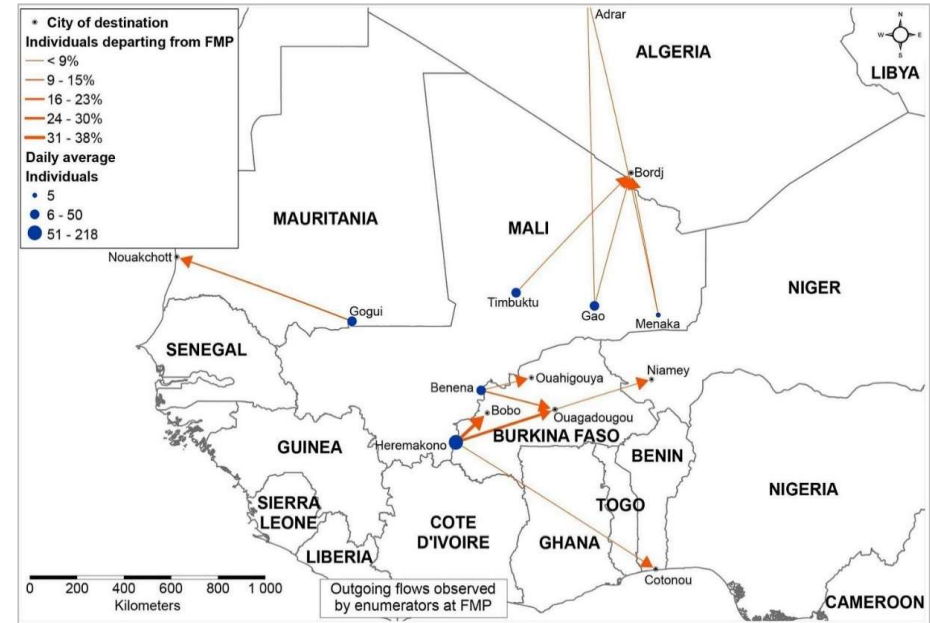 City of destination
Individuals departing from FMP
< 9%
9 - 15%
16 - 23%
24 - 30%
31 - 38%
Daily average
Individuals
5
6 - 50
51 - 218
Adrar
N
W E
S
ALGERIA
LIBYA
Bordj
MAURITANIA
MALI
Nouakchott
NIGER
Timbuktu
Gogui
Gao
Menaka
SENEGAL
Niamey
Ouahigouya
Benena
Bobo
Ouagadougou
BURKINA FASO
Heremakono
GUINEA
BENIN
NIGERIA
SIERRA
LEONE
TOGO
COTE
D'IVOIRE
GHANA
LIBERIA
Cotonou
0 200 400 600 800 1 000
Kilometers
Outgoing flows observed
by enumerators at FMP
CAMEROON